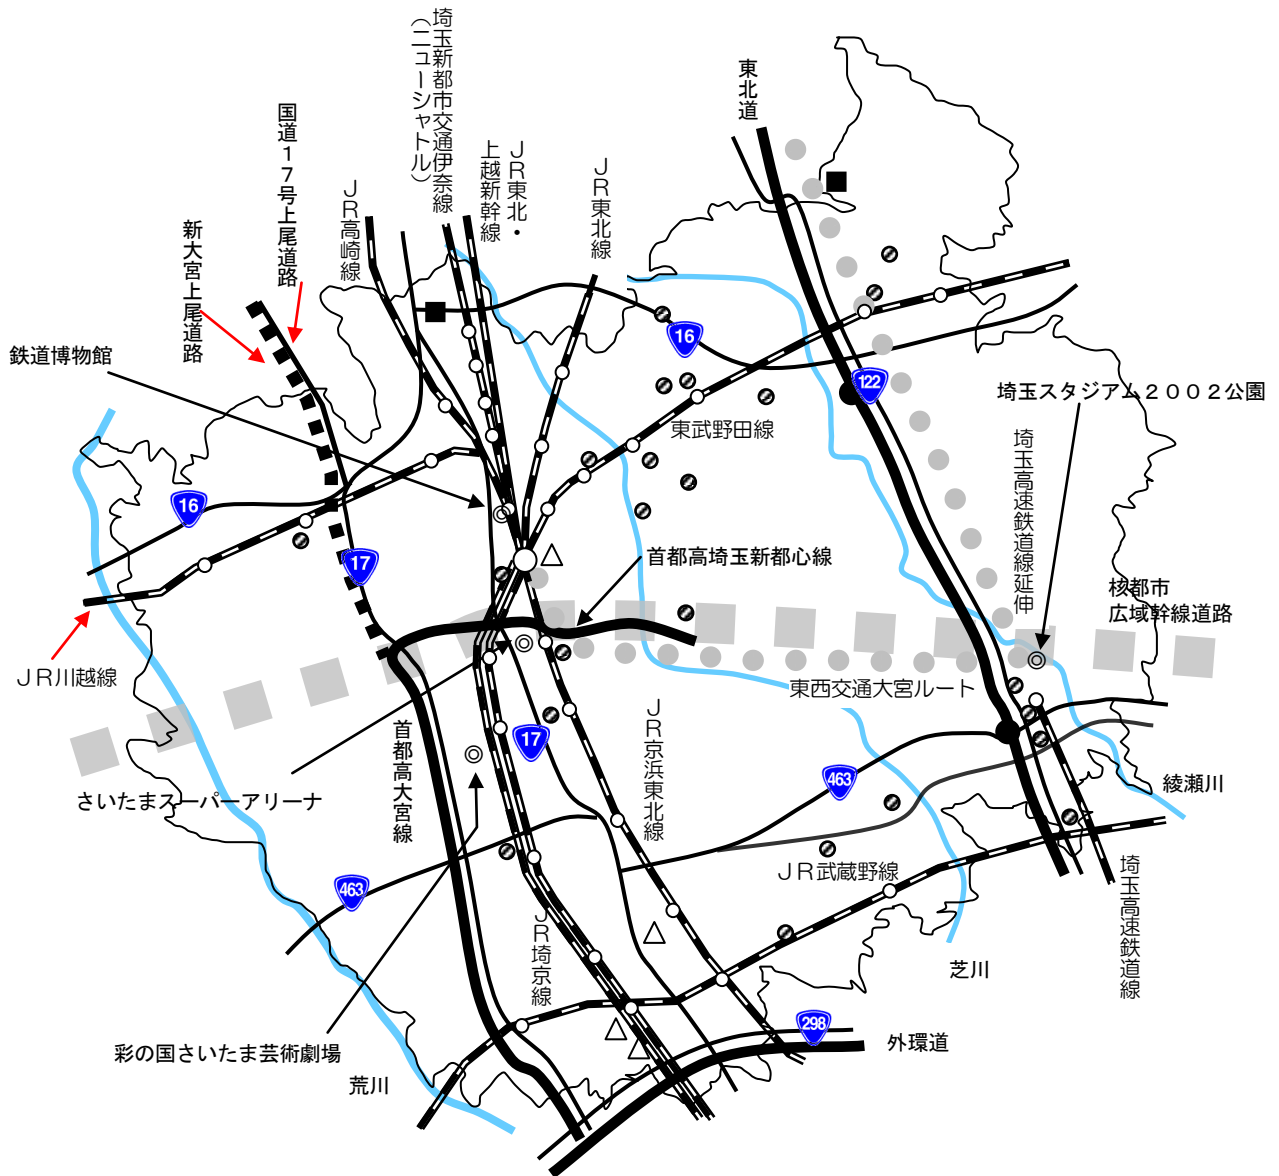 埼玉新都市交通伊奈線
（ニューシャトル）
東北道
国道１７号上尾道路
ＪＲ東北・
上越新幹線
ＪＲ東北線
ＪＲ高崎線
新大宮上尾道路
鉄道博物館
16
122
埼玉スタジアム２００２公園
東武野田線
埼玉高速鉄道線延伸
16
17
首都高埼玉新都心線
核都市
広域幹線道路
ＪＲ川越線
東西交通大宮ルート
首都高大宮線
17
ＪＲ京浜東北線
463
綾瀬川
さいたまスーパーアリーナ
ＪＲ武蔵野線
463
埼玉高速鉄道線
ＪＲ埼京線
芝川
298
外環道
彩の国さいたま芸術劇場
荒川